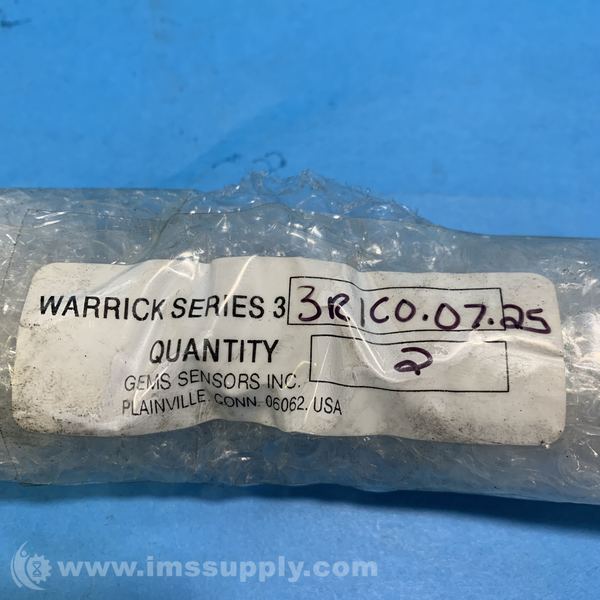 WARRICK SERIES 3 3R1C0.07.25
QUANTITY 2
GEMS SENSORS INC.
PLAINVILLE, CONN. 06062, USA
www.imssupply.com